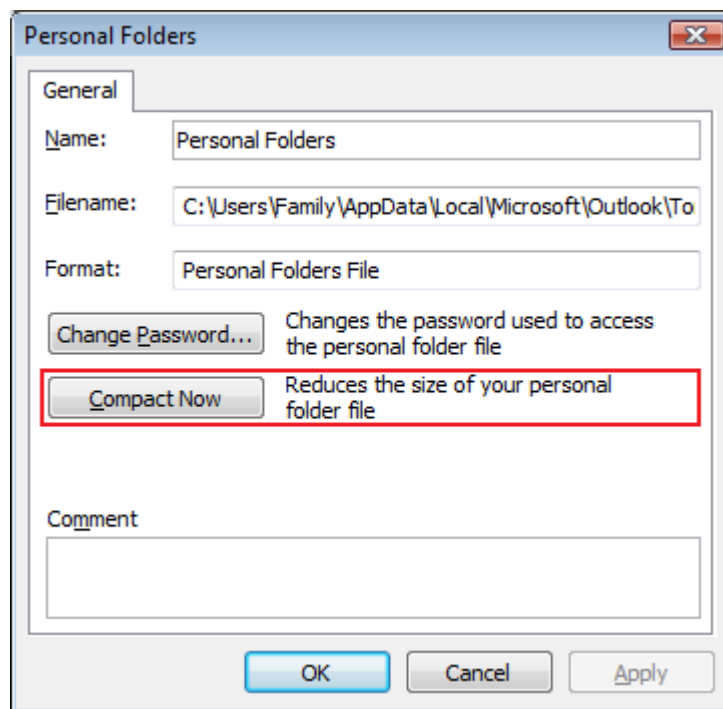 Personal Folders
General
Name:
Personal Folders
Filename:
C:\Users\Family\AppData\Local\Microsoft\Outlook\To
Format:
Personal Folders File
Change Password...
Changes the password used to access
the personal folder file
Compact Now
Reduces the size of your personal
folder file
Comment
OK
Cancel
Apply